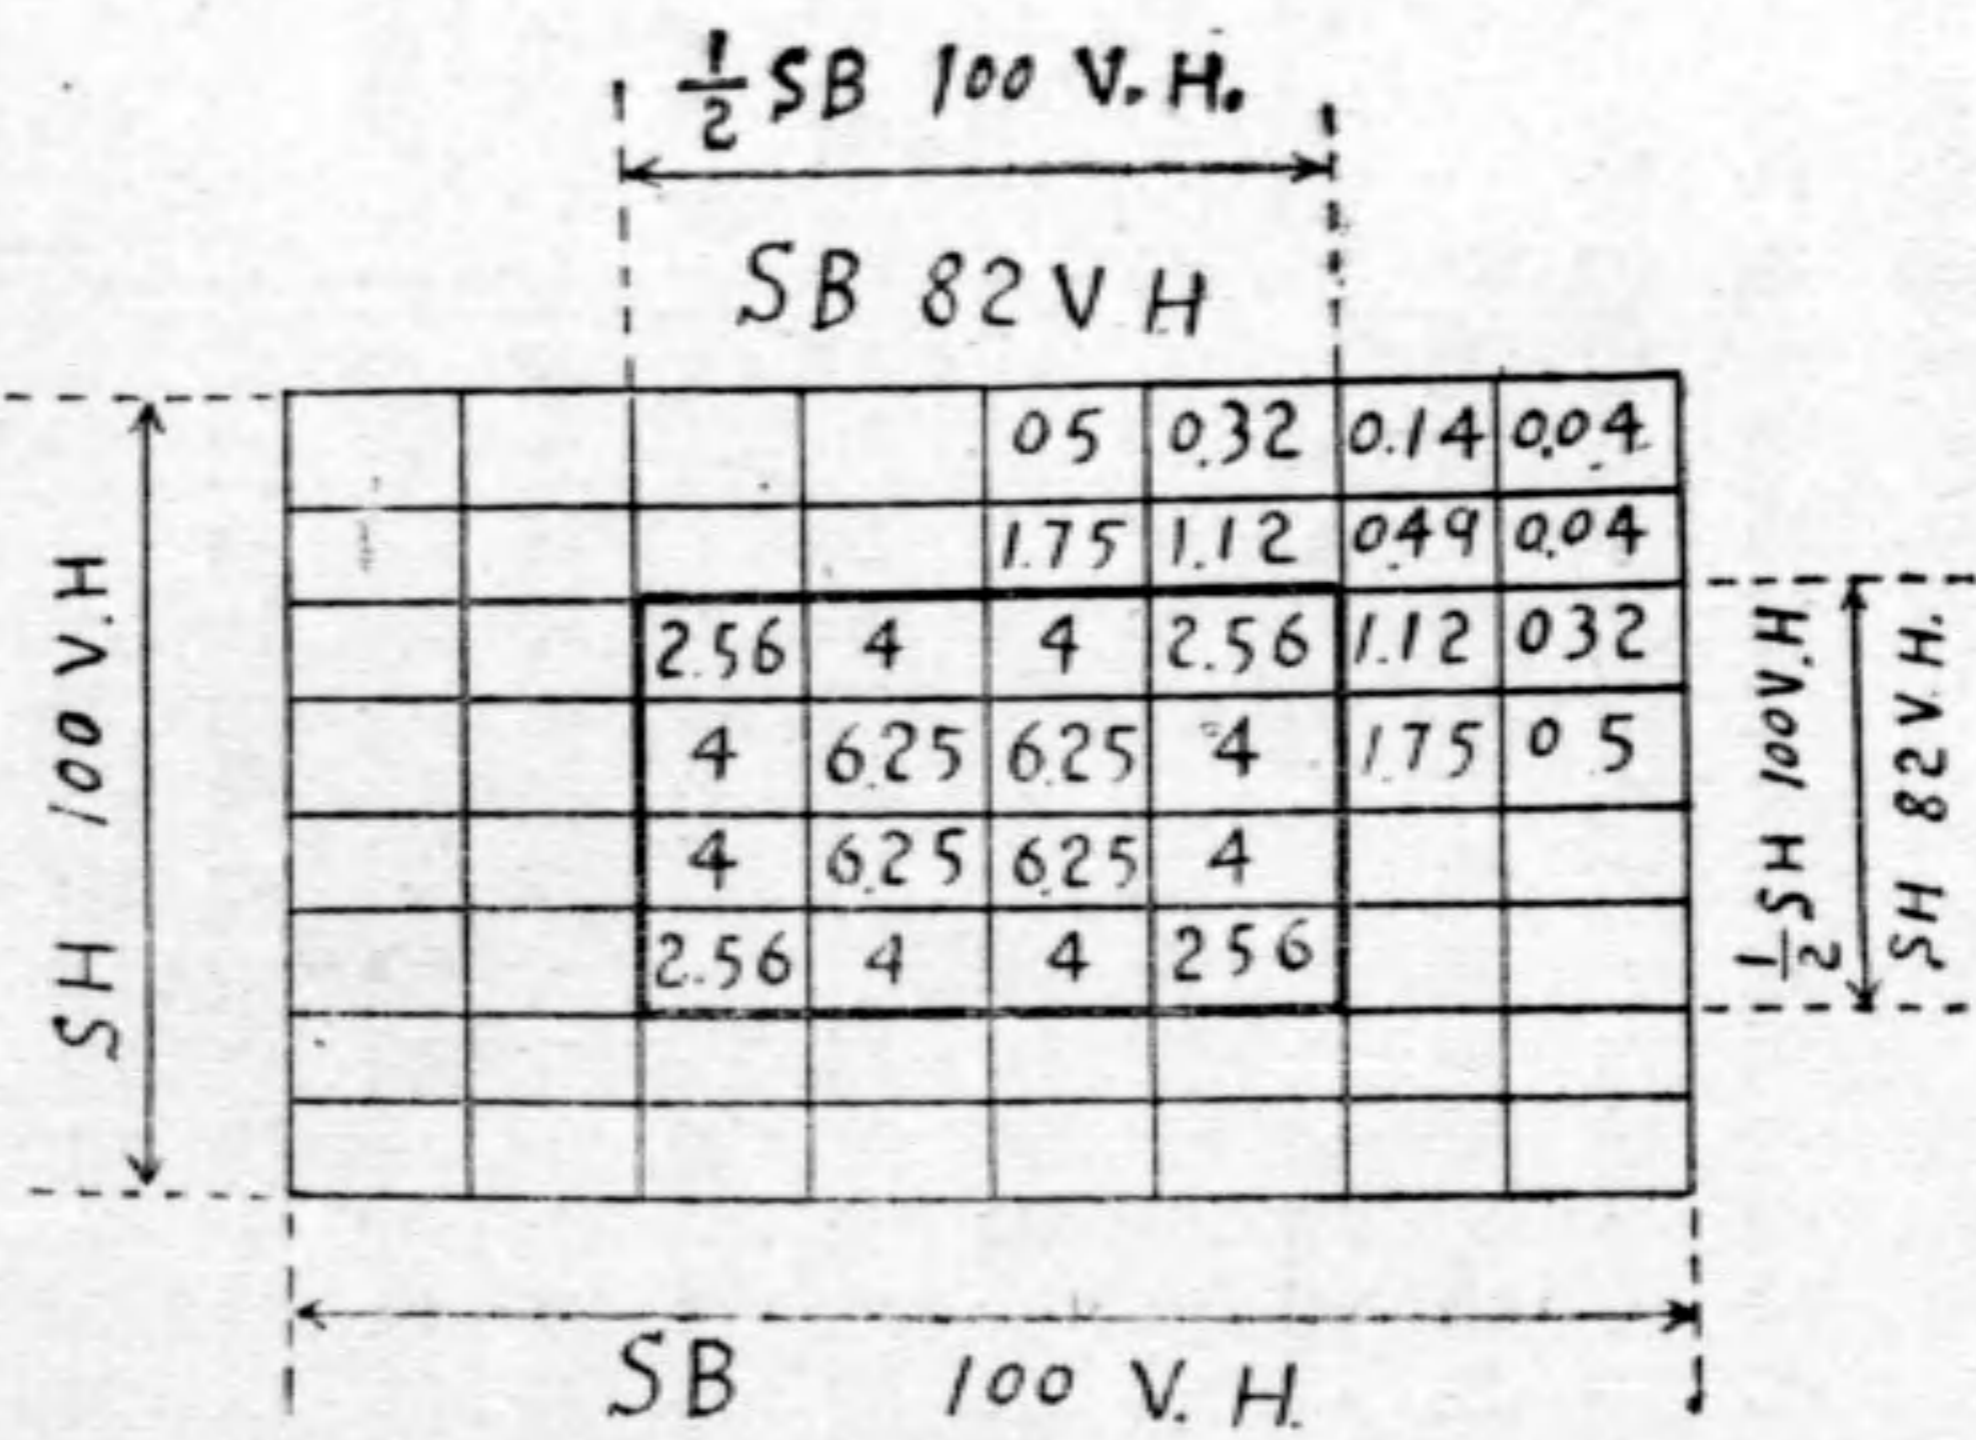 ½ SB 100 V. H.
SB 82 V H
05 0.32 0.14 0.04
1.75 1.12 0.49 0.04
2.56 4 4 2.56 1.12 0 32
4 6.25 6.25 4 1.75 0 5
4 6.25 6.25 4
2.56 4 4 2 56
SH 100 V.H
½ SH 100 V.H
SH 82 V.H.
SB 100 V. H.